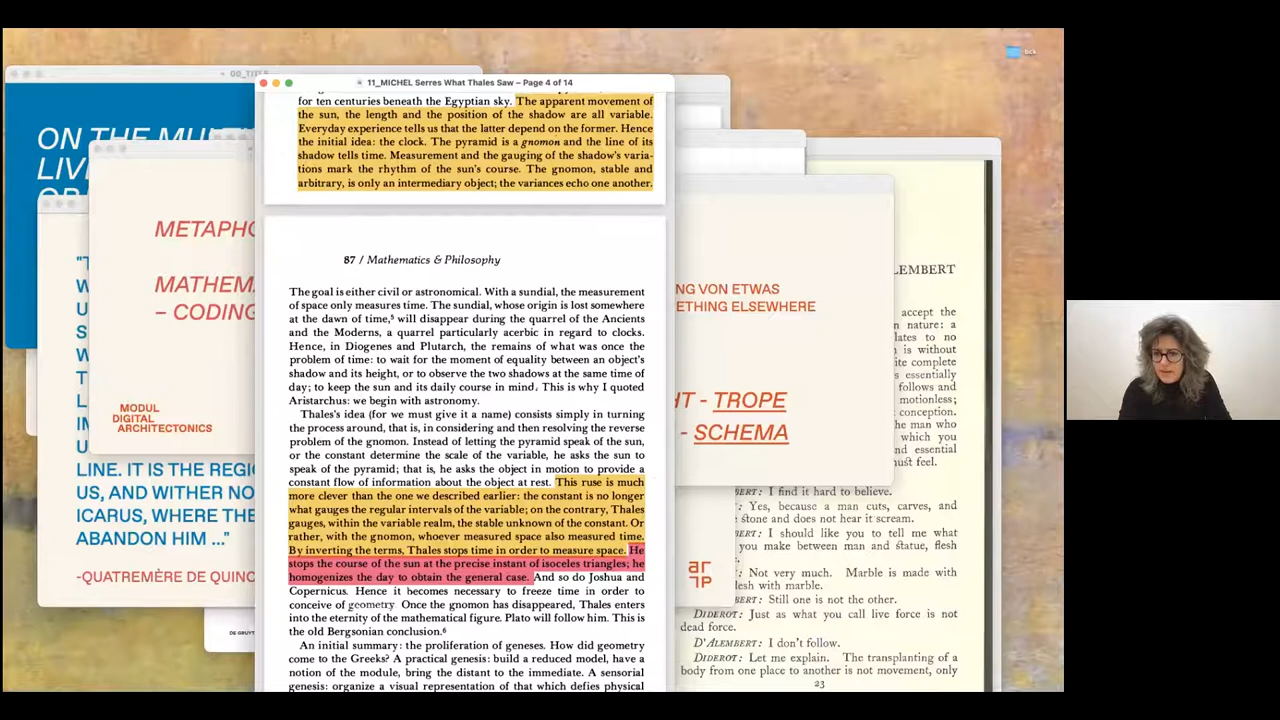 bck
00_TITLE
11_MICHEL Serres What Thales Saw – Page 4 of 14
ON THE
LIV
METAPHO
MATHEMA
– CODING
MODUL
DIGITAL
ARCHITECTONICS
LINE. IT IS THE REGI
US, AND WITHER NO
ICARUS, WHERE THE
ABANDON HIM ..."
-QUATREMÈRE DE QUINC
DE GRUYT
for ten centuries beneath the Egyptian sky. The apparent movement of
the sun, the length and the position of the shadow are all variable.
Everyday experience tells us that the latter depend on the former. Hence
the initial idea: the clock. The pyramid is a gnomon and the line of its
shadow tells time. Measurement and the gauging of the shadow's varia-
tions mark the rhythm of the sun's course. The gnomon, stable and
arbitrary, is only an intermediary object; the variances echo one another.
87 / Mathematics & Philosophy
The goal is either civil or astronomical. With a sundial, the measurement
of space only measures time. The sundial, whose origin is lost somewhere
at the dawn of time,⁵ will disappear during the quarrel of the Ancients
and the Moderns, a quarrel particularly acerbic in regard to clocks.
Hence, in Diogenes and Plutarch, the remains of what was once the
problem of time: to wait for the moment of equality between an object's
shadow and its height, or to observe the two shadows at the same time of
day; to keep the sun and its daily course in mind. This is why I quoted
Aristarchus: we begin with astronomy.
Thales's idea (for we must give it a name) consists simply in turning
the process around, that is, in considering and then resolving the reverse
problem of the gnomon. Instead of letting the pyramid speak of the sun,
or the constant determine the scale of the variable, he asks the sun to
speak of the pyramid; that is, he asks the object in motion to provide a
constant flow of information about the object at rest. This ruse is much
more clever than the one we described earlier: the constant is no longer
what gauges the regular intervals of the variable; on the contrary, Thales
gauges, within the variable realm, the stable unknown of the constant. Or
rather, with the gnomon, whoever measured space also measured time.
By inverting the terms, Thales stops time in order to measure space. He
stops the course of the sun at the precise instant of isoceles triangles; he
homogenizes the day to obtain the general case. And so do Joshua and
Copernicus. Hence it becomes necessary to freeze time in order to
conceive of geometry Once the gnomon has disappeared, Thales enters
into the eternity of the mathematical figure. Plato will follow him. This is
the old Bergsonian conclusion.⁶
An initial summary: the proliferation of geneses. How did geometry
come to the Greeks? A practical genesis: build a reduced model, have a
notion of the module, bring the distant to the immediate. A sensorial
genesis: organize a visual representation of that which defies physical
NG VON ETWAS
ETHING ELSEWHERE
HT - TROPE
- SCHEMA
LEMBERT
accept the
n nature: a
lates to no
n is without
ite complete
s essentially
follows and
motionless;
conception.
he man who
which you
and essential
must feel.
BERT: I find it hard to believe.
: Yes, because a man cuts, carves, and
stone and does not hear it scream.
BERT: I should like you to tell me what
you make between man and statue, flesh
: Not very much. Marble is made with
lesh with marble.
BERT: Still one is not the other.
DIDEROT: Just as what you call live force is not
dead force.
D'ALEMBERT: I don't follow.
DIDEROT: Let me explain. The transplanting of a
body from one place to another is not movement, only
23